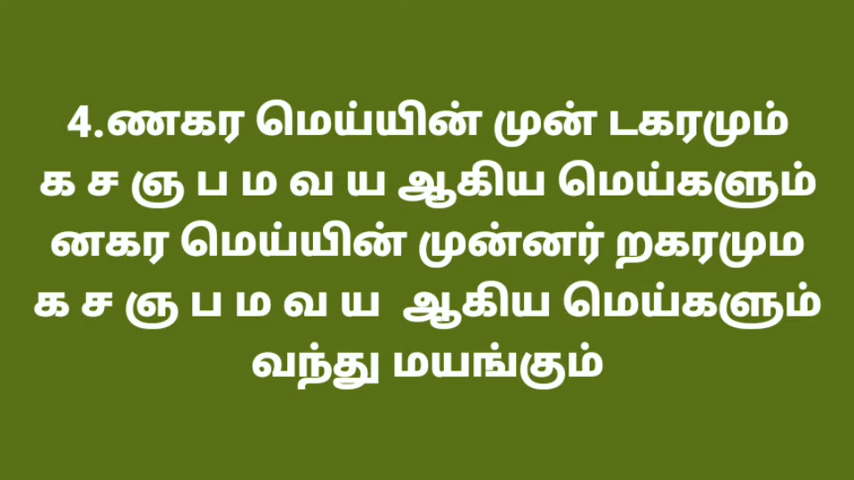 4.ணகர மெய்யின் முன் டகரமும்
க ச ஞ ப ம வ ய ஆகிய மெய்களும்
னகர மெய்யின் முன்னர் றகரமும
க ச ஞ ப ம வ ய ஆகிய மெய்களும்
வந்து மயங்கும்